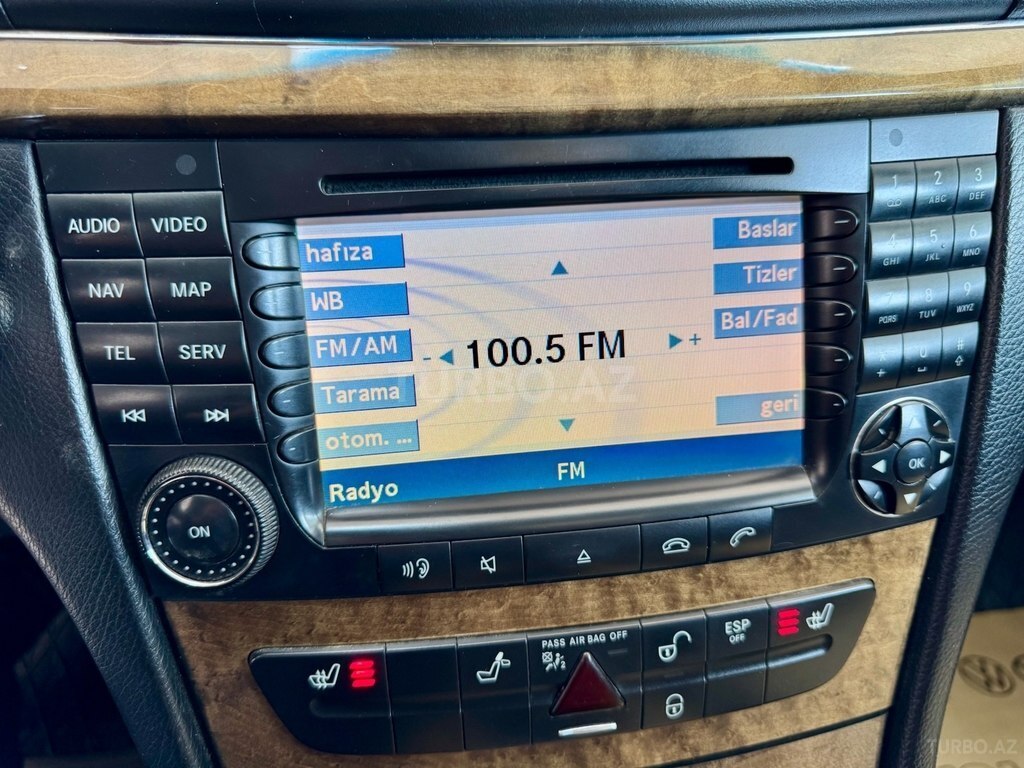 AUDIO VIDEO
NAV MAP
TEL SERV
ON
hafıza
WB
FM/AM
Tarama
otom. ...
Baslar
Tizler
Bal/Fad
geri
- 100.5 FM +
FM
Radyo
1 2 ABC 3 DEF
4 GHI 5 JKL 6 MNO
7 PQRS 8 TUV 9 WXYZ
* + 0 #
OK
PASS AIR BAG OFF
ESP
OFF
TURBO.AZ
TURBO.AZ